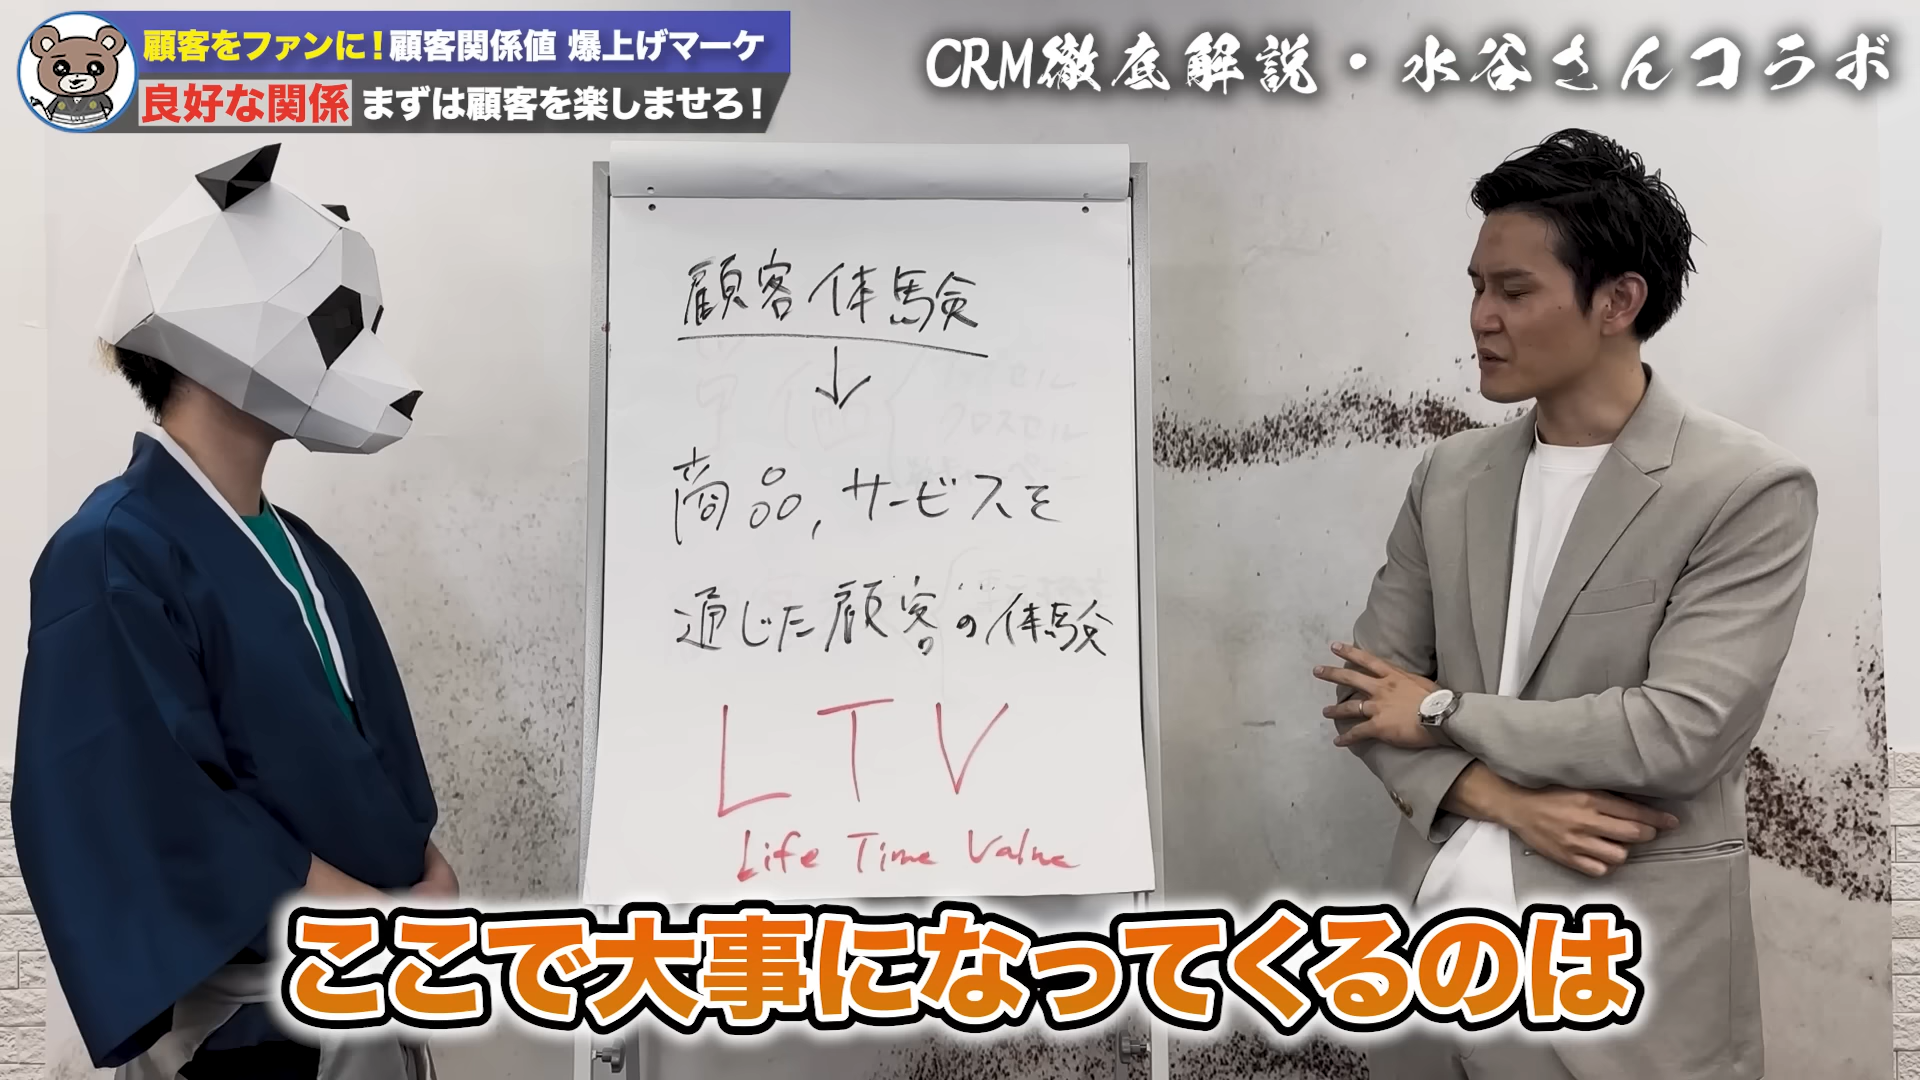 顧客をファンに！顧客関係値 爆上げマーケ
良好な関係 まずは顧客を楽しませろ！
CRM徹底解説・水谷さんコラボ
顧客体験
↓
商品,サービスを
通じた顧客の体験
LTV
Life Time Value
ここで大事になってくるのは